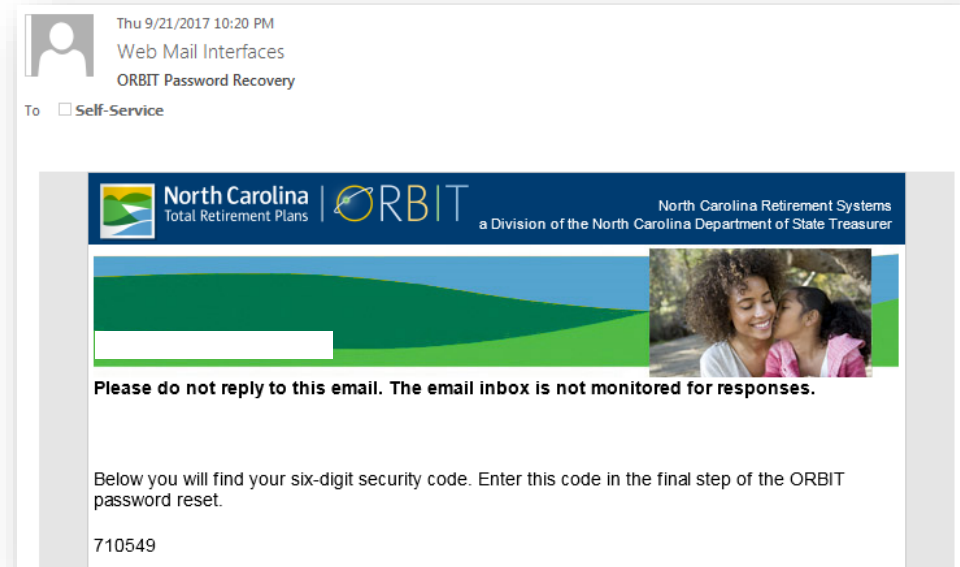 Thu 9/21/2017 10:20 PM
Web Mail Interfaces
ORBIT Password Recovery
To Self-Service
North Carolina
Total Retirement Plans
ORBIT
North Carolina Retirement Systems
a Division of the North Carolina Department of State Treasurer
Please do not reply to this email. The email inbox is not monitored for responses.
Below you will find your six-digit security code. Enter this code in the final step of the ORBIT
password reset.
710549